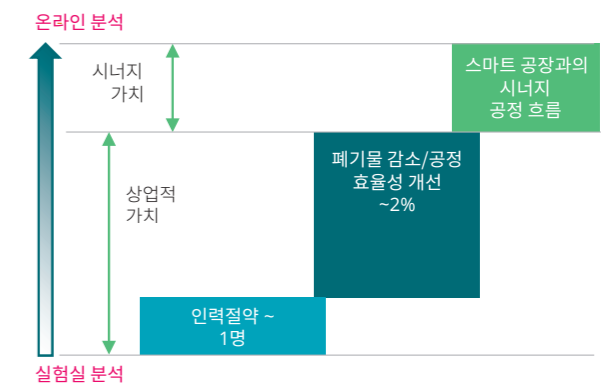 온라인 분석
시너지
가치
스마트 공장과의
시너지
공정 흐름
상업적
가치
폐기물 감소/공정
효율성 개선
~2%
인력절약 ~
1명
실험실 분석